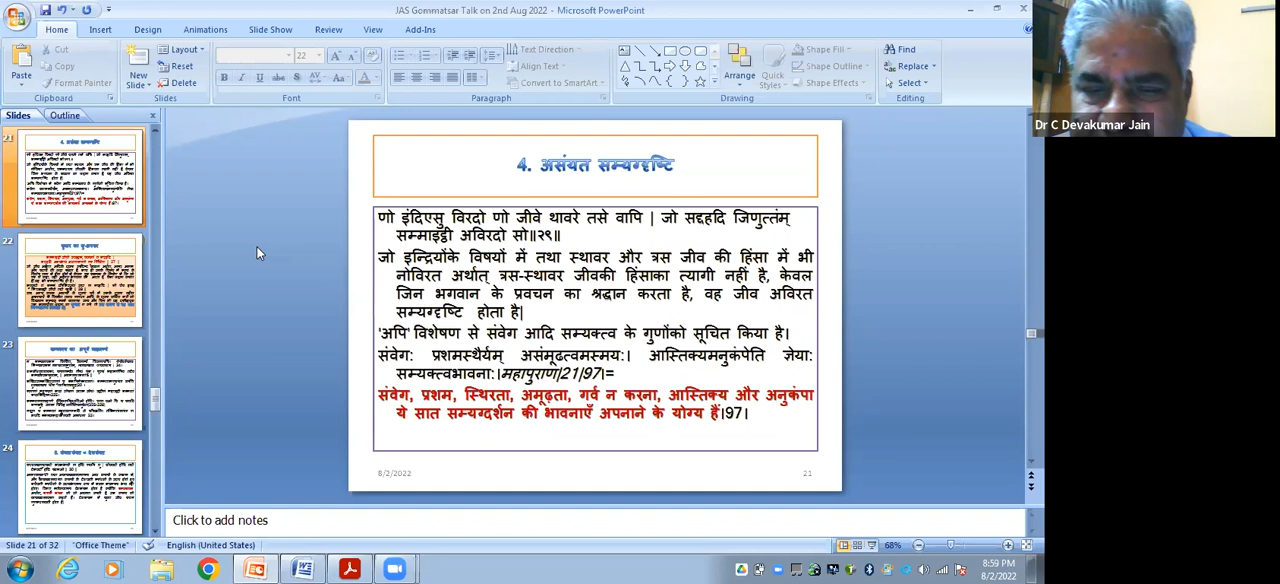 JAS Gommatsar Talk on 2nd Aug 2022 - Microsoft PowerPoint
Home Insert Design Animations Slide Show Review View Add-Ins
Cut
Copy
Format Painter
Paste
Clipboard
New Slide
Layout
Reset
Delete
Slides
22
Font
Text Direction
Align Text
Convert to SmartArt
Paragraph
Arrange
Quick Styles
Shape Fill
Shape Outline
Shape Effects
Drawing
Find
Replace
Select
Editing
Dr C Devakumar Jain
Slides Outline
21
22
23
24
4. असंयत सम्यग्दृष्टि
णो इंदिएसु विरदो णो जीवे थावरे तसे वापि | जो सद्दहदि जिणुत्तंम्
सम्माइट्ठी अविरदो सो॥२९॥
जो इन्द्रियोंके विषयों में तथा स्थावर और त्रस जीव की हिंसा में भी
नोविरत अर्थात् त्रस-स्थावर जीवकी हिंसाका त्यागी नहीं है, केवल
जिन भगवान के प्रवचन का श्रद्धान करता है, वह जीव अविरत
सम्यग्दृष्टि होता है|
'अपि' विशेषण से संवेग आदि सम्यक्त्व के गुणोंको सूचित किया है।
संवेग: प्रशमस्थैर्यम् असंमूढत्वमस्मय:। आस्तिक्यमनुकंपेति ज्ञेया:
सम्यक्त्वभावना:।महापुराण|21|97।=
संवेग, प्रशम, स्थिरता, अमूढ़ता, गर्व न करना, आस्तिक्य और अनुकंपा
ये सात सम्यग्दर्शन की भावनाएँ अपनाने के योग्य हैं।97।
8/2/2022
21
Click to add notes
Slide 21 of 32 "Office Theme" English (United States) 68%
8:59 PM
8/2/2022